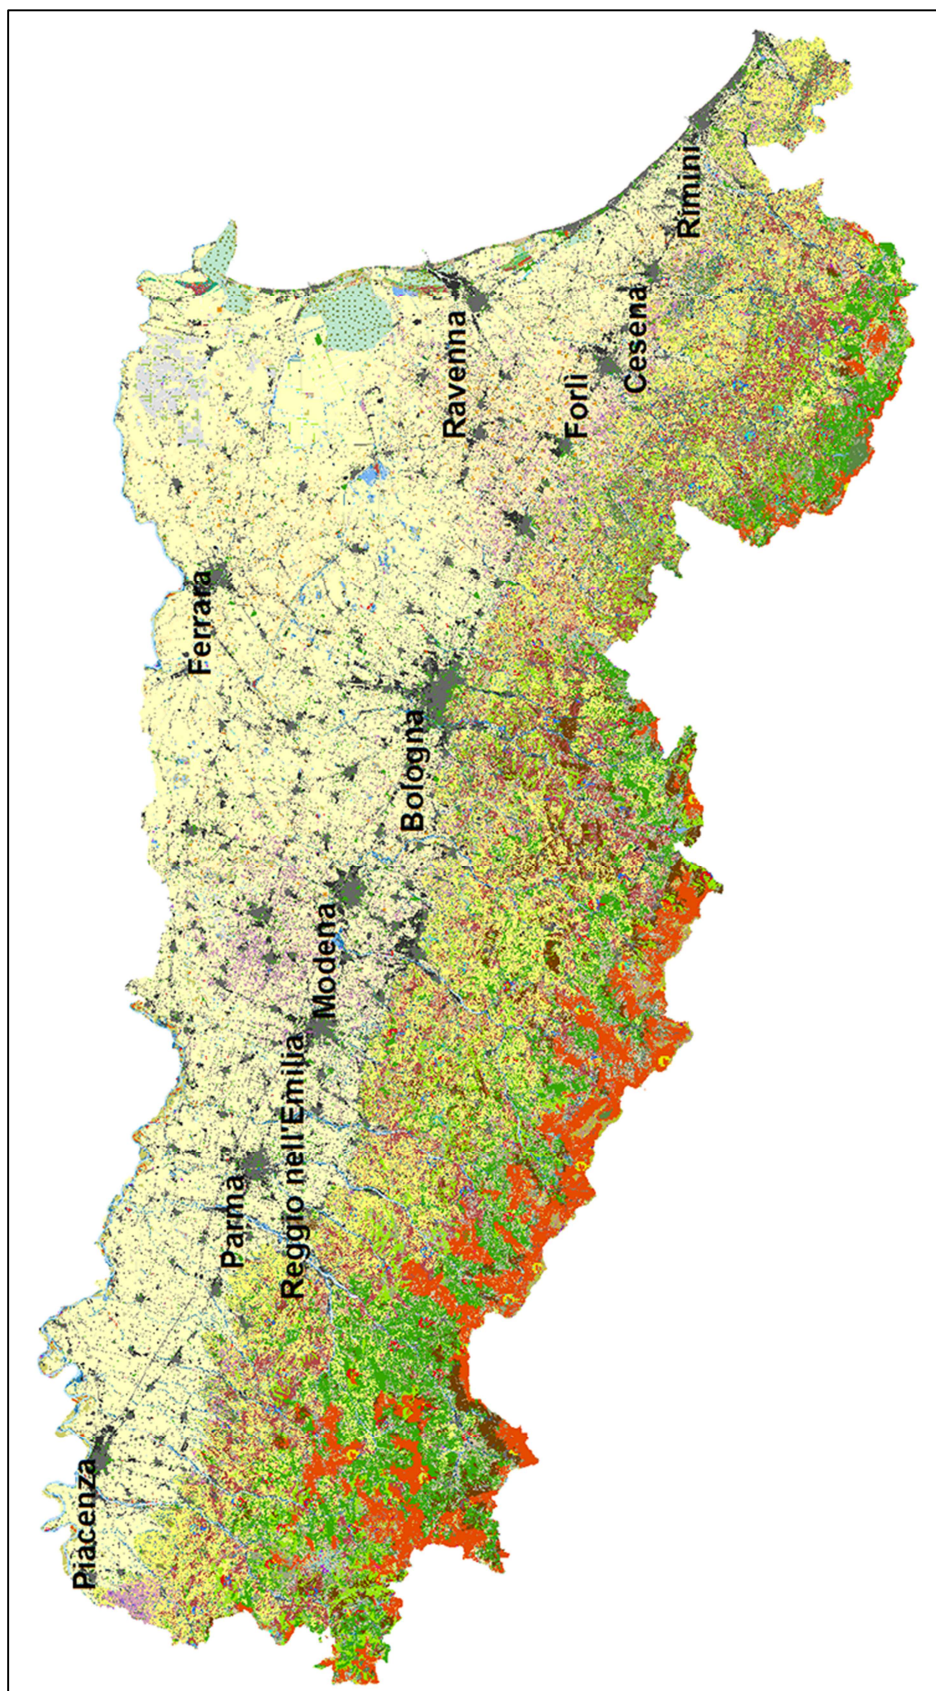 Piacenza
Parma
Reggio nell'Emilia
Modena
Bologna
Ferrara
Ravenna
Forlì
Cesena
Rimini